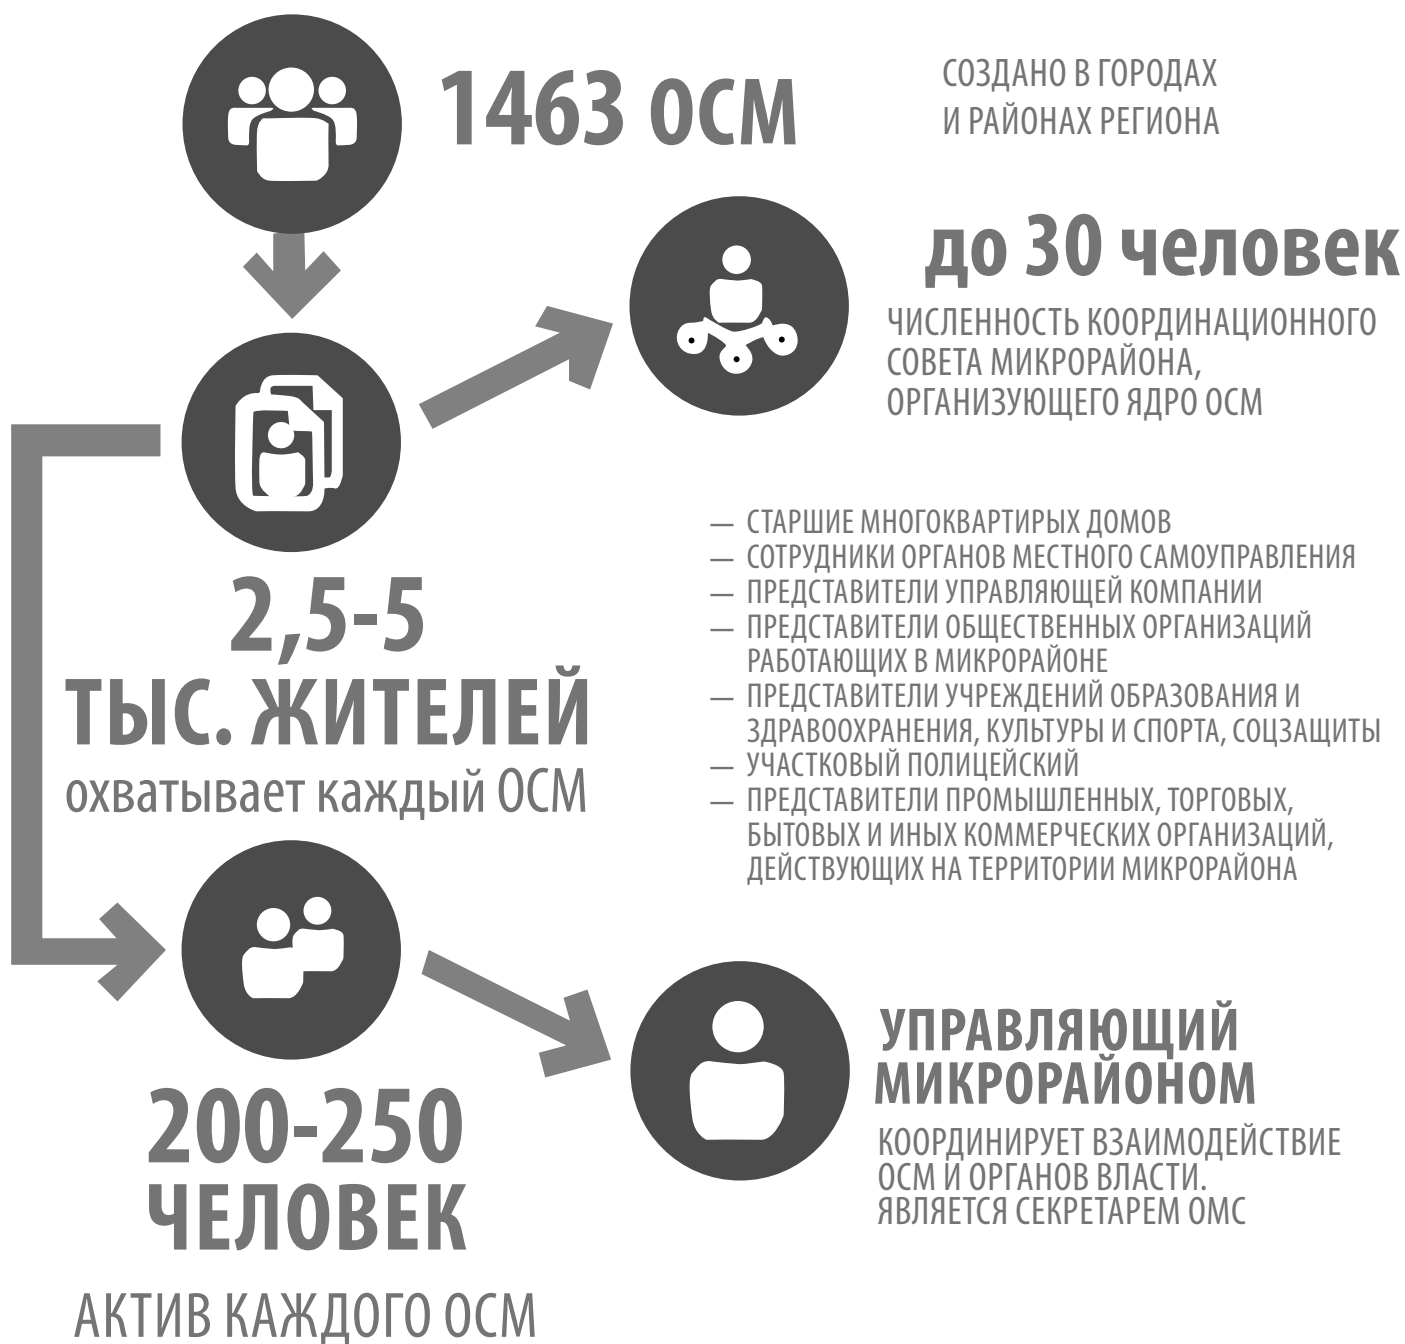 1463 ОСМ
СОЗДАНО В ГОРОДАХ
И РАЙОНАХ РЕГИОНА
до 30 человек
ЧИСЛЕННОСТЬ КООРДИНАЦИОННОГО
СОВЕТА МИКРОРАЙОНА,
ОРГАНИЗУЮЩЕГО ЯДРО ОСМ
— СТАРШИЕ МНОГОКВАРТИРЫХ ДОМОВ
— СОТРУДНИКИ ОРГАНОВ МЕСТНОГО САМОУПРАВЛЕНИЯ
— ПРЕДСТАВИТЕЛИ УПРАВЛЯЮЩЕЙ КОМПАНИИ
— ПРЕДСТАВИТЕЛИ ОБЩЕСТВЕННЫХ ОРГАНИЗАЦИЙ
РАБОТАЮЩИХ В МИКРОРАЙОНЕ
— ПРЕДСТАВИТЕЛИ УЧРЕЖДЕНИЙ ОБРАЗОВАНИЯ И
ЗДРАВООХРАНЕНИЯ, КУЛЬТУРЫ И СПОРТА, СОЦЗАЩИТЫ
— УЧАСТКОВЫЙ ПОЛИЦЕЙСКИЙ
— ПРЕДСТАВИТЕЛИ ПРОМЫШЛЕННЫХ, ТОРГОВЫХ,
БЫТОВЫХ И ИНЫХ КОММЕРЧЕСКИХ ОРГАНИЗАЦИЙ,
ДЕЙСТВУЮЩИХ НА ТЕРРИТОРИИ МИКРОРАЙОНА
2,5-5
ТЫС. ЖИТЕЛЕЙ
охватывает каждый ОСМ
200-250
ЧЕЛОВЕК
АКТИВ КАЖДОГО ОСМ
УПРАВЛЯЮЩИЙ
МИКРОРАЙОНОМ
КООРДИНИРУЕТ ВЗАИМОДЕЙСТВИЕ
ОСМ И ОРГАНОВ ВЛАСТИ.
ЯВЛЯЕТСЯ СЕКРЕТАРЕМ ОМС